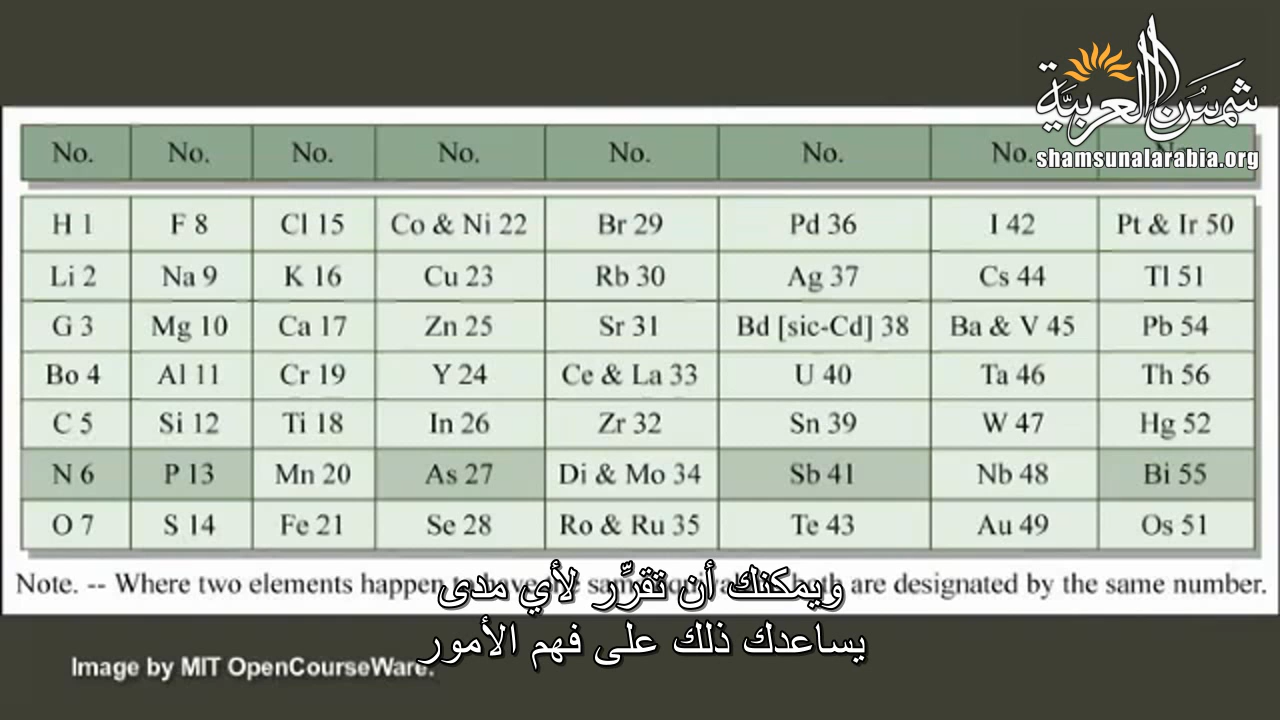 شمس العربية
shamsunalarabia.org
No. No. No. No. No. No. No.
H 1 F 8 Cl 15 Co & Ni 22 Br 29 Pd 36 I 42 Pt & Ir 50
Li 2 Na 9 K 16 Cu 23 Rb 30 Ag 37 Cs 44 Tl 51
G 3 Mg 10 Ca 17 Zn 25 Sr 31 Bd [sic-Cd] 38 Ba & V 45 Pb 54
Bo 4 Al 11 Cr 19 Y 24 Ce & La 33 U 40 Ta 46 Th 56
C 5 Si 12 Ti 18 In 26 Zr 32 Sn 39 W 47 Hg 52
N 6 P 13 Mn 20 As 27 Di & Mo 34 Sb 41 Nb 48 Bi 55
O 7 S 14 Fe 21 Se 28 Ro & Ru 35 Te 43 Au 49 Os 51
Note. -- Where two elements happen are designated by the same number.
ويمكنك أن تقرِّر لأي مدى
يساعدك ذلك على فهم الأمور
Image by MIT OpenCourseWare.